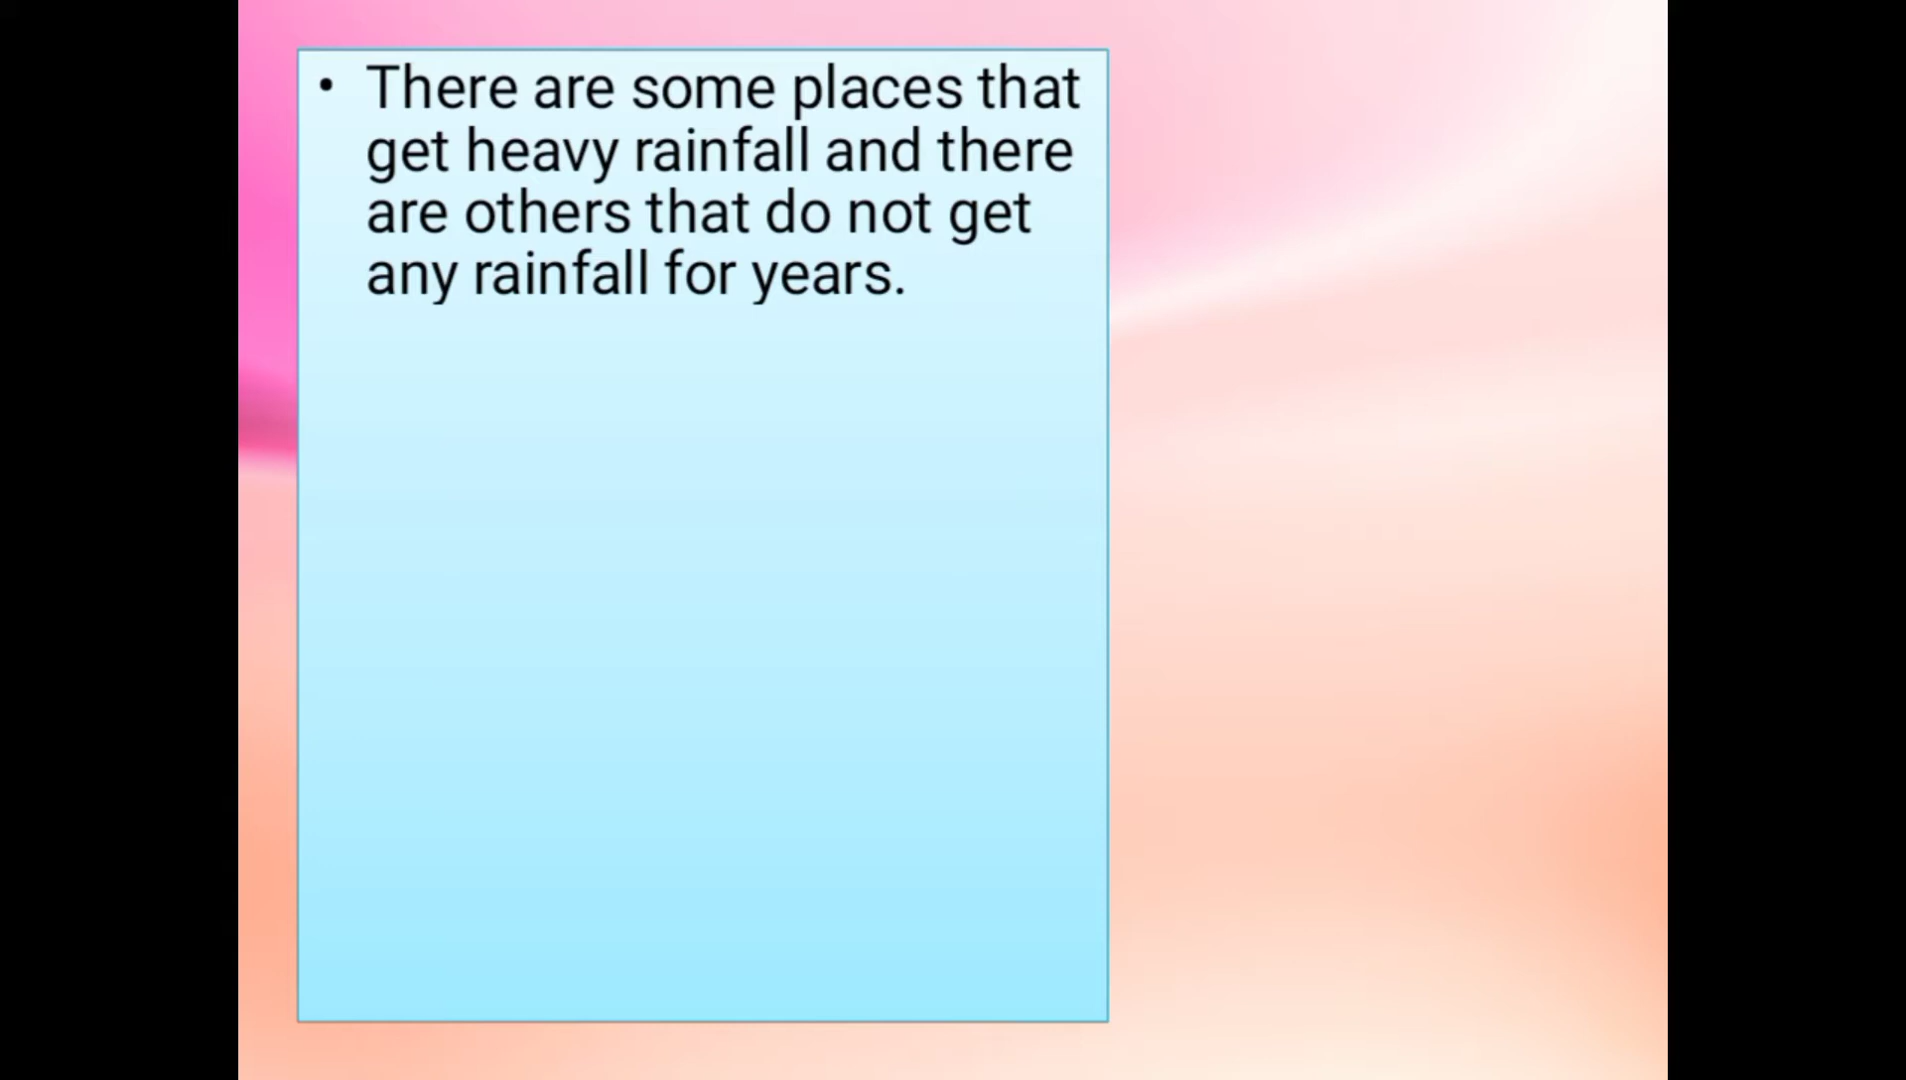 • There are some places that
get heavy rainfall and there
are others that do not get
any rainfall for years.